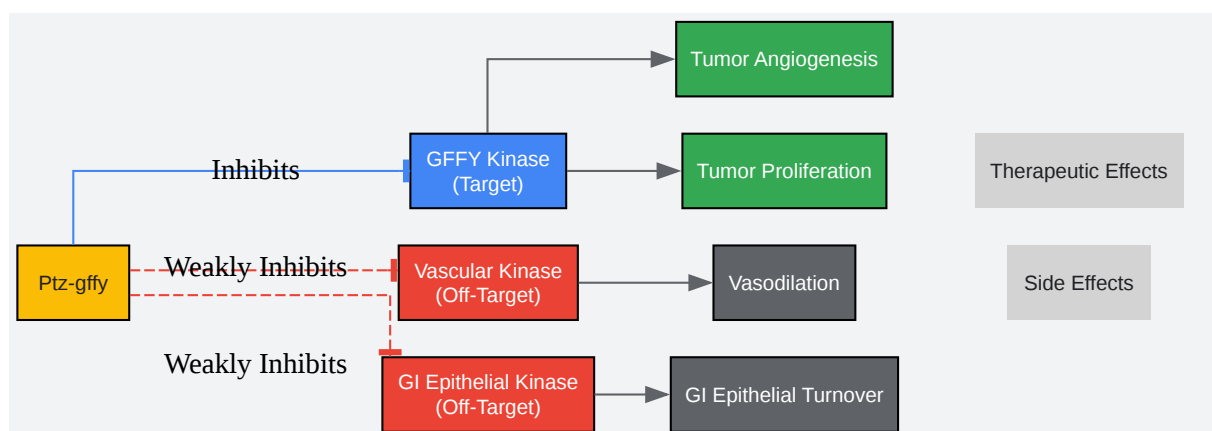 Tumor Angiogenesis
Inhibits
GFFY Kinase
(Target)
Tumor Proliferation
Therapeutic Effects
Ptz-gffy
Weakly Inhibits
Vascular Kinase
(Off-Target)
Vasodilation
Side Effects
Weakly Inhibits
GI Epithelial Kinase
(Off-Target)
GI Epithelial Turnover